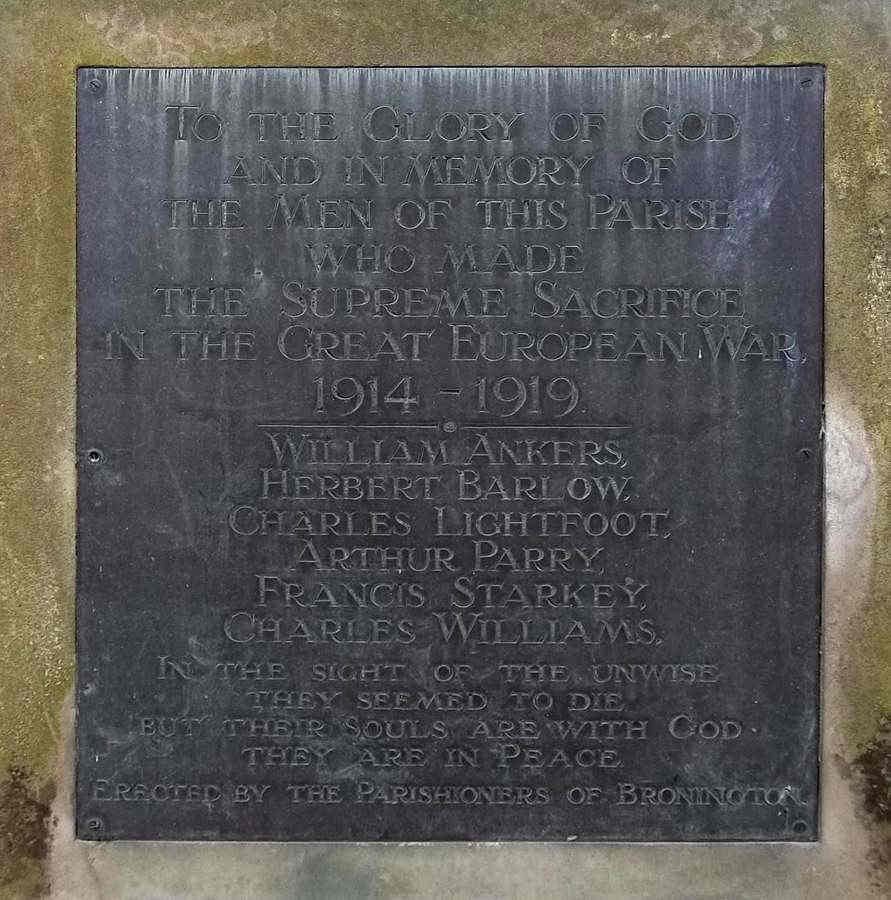 To the Glory of God
and in memory of
the Men of this Parish
who made
the Supreme Sacrifice
in the Great European War,
1914 - 1919
William Ankers,
Herbert Barlow,
Charles Lightfoot,
Arthur Parry,
Francis Starkey,
Charles Williams,
In the sight of the unwise
they seemed to die
but their Souls are with God
they are in Peace
Erected by the Parishioners of Bronington.